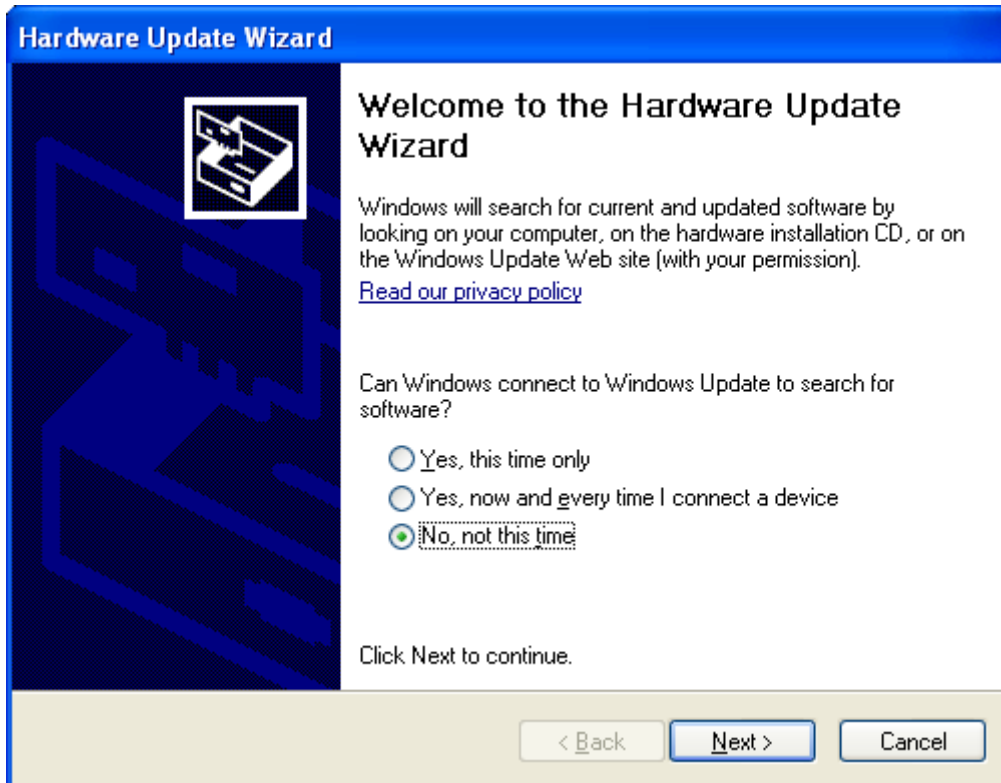 Hardware Update Wizard
Welcome to the Hardware Update
Wizard
Windows will search for current and updated software by
looking on your computer, on the hardware installation CD, or on
the Windows Update Web site (with your permission).
Read our privacy policy
Can Windows connect to Windows Update to search for
software?
Yes, this time only
Yes, now and every time I connect a device
No, not this time
Click Next to continue.
< Back
Next >
Cancel